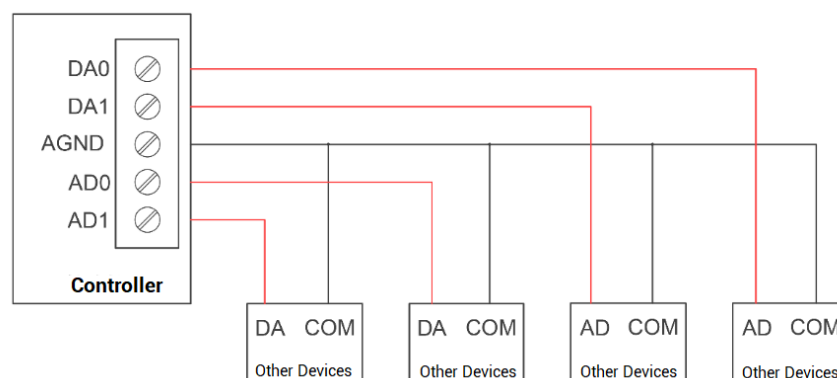 DA0
DA1
AGND
AD0
AD1
Controller
DA COM
Other Devices
DA COM
Other Devices
AD COM
Other Devices
AD COM
Other Devices